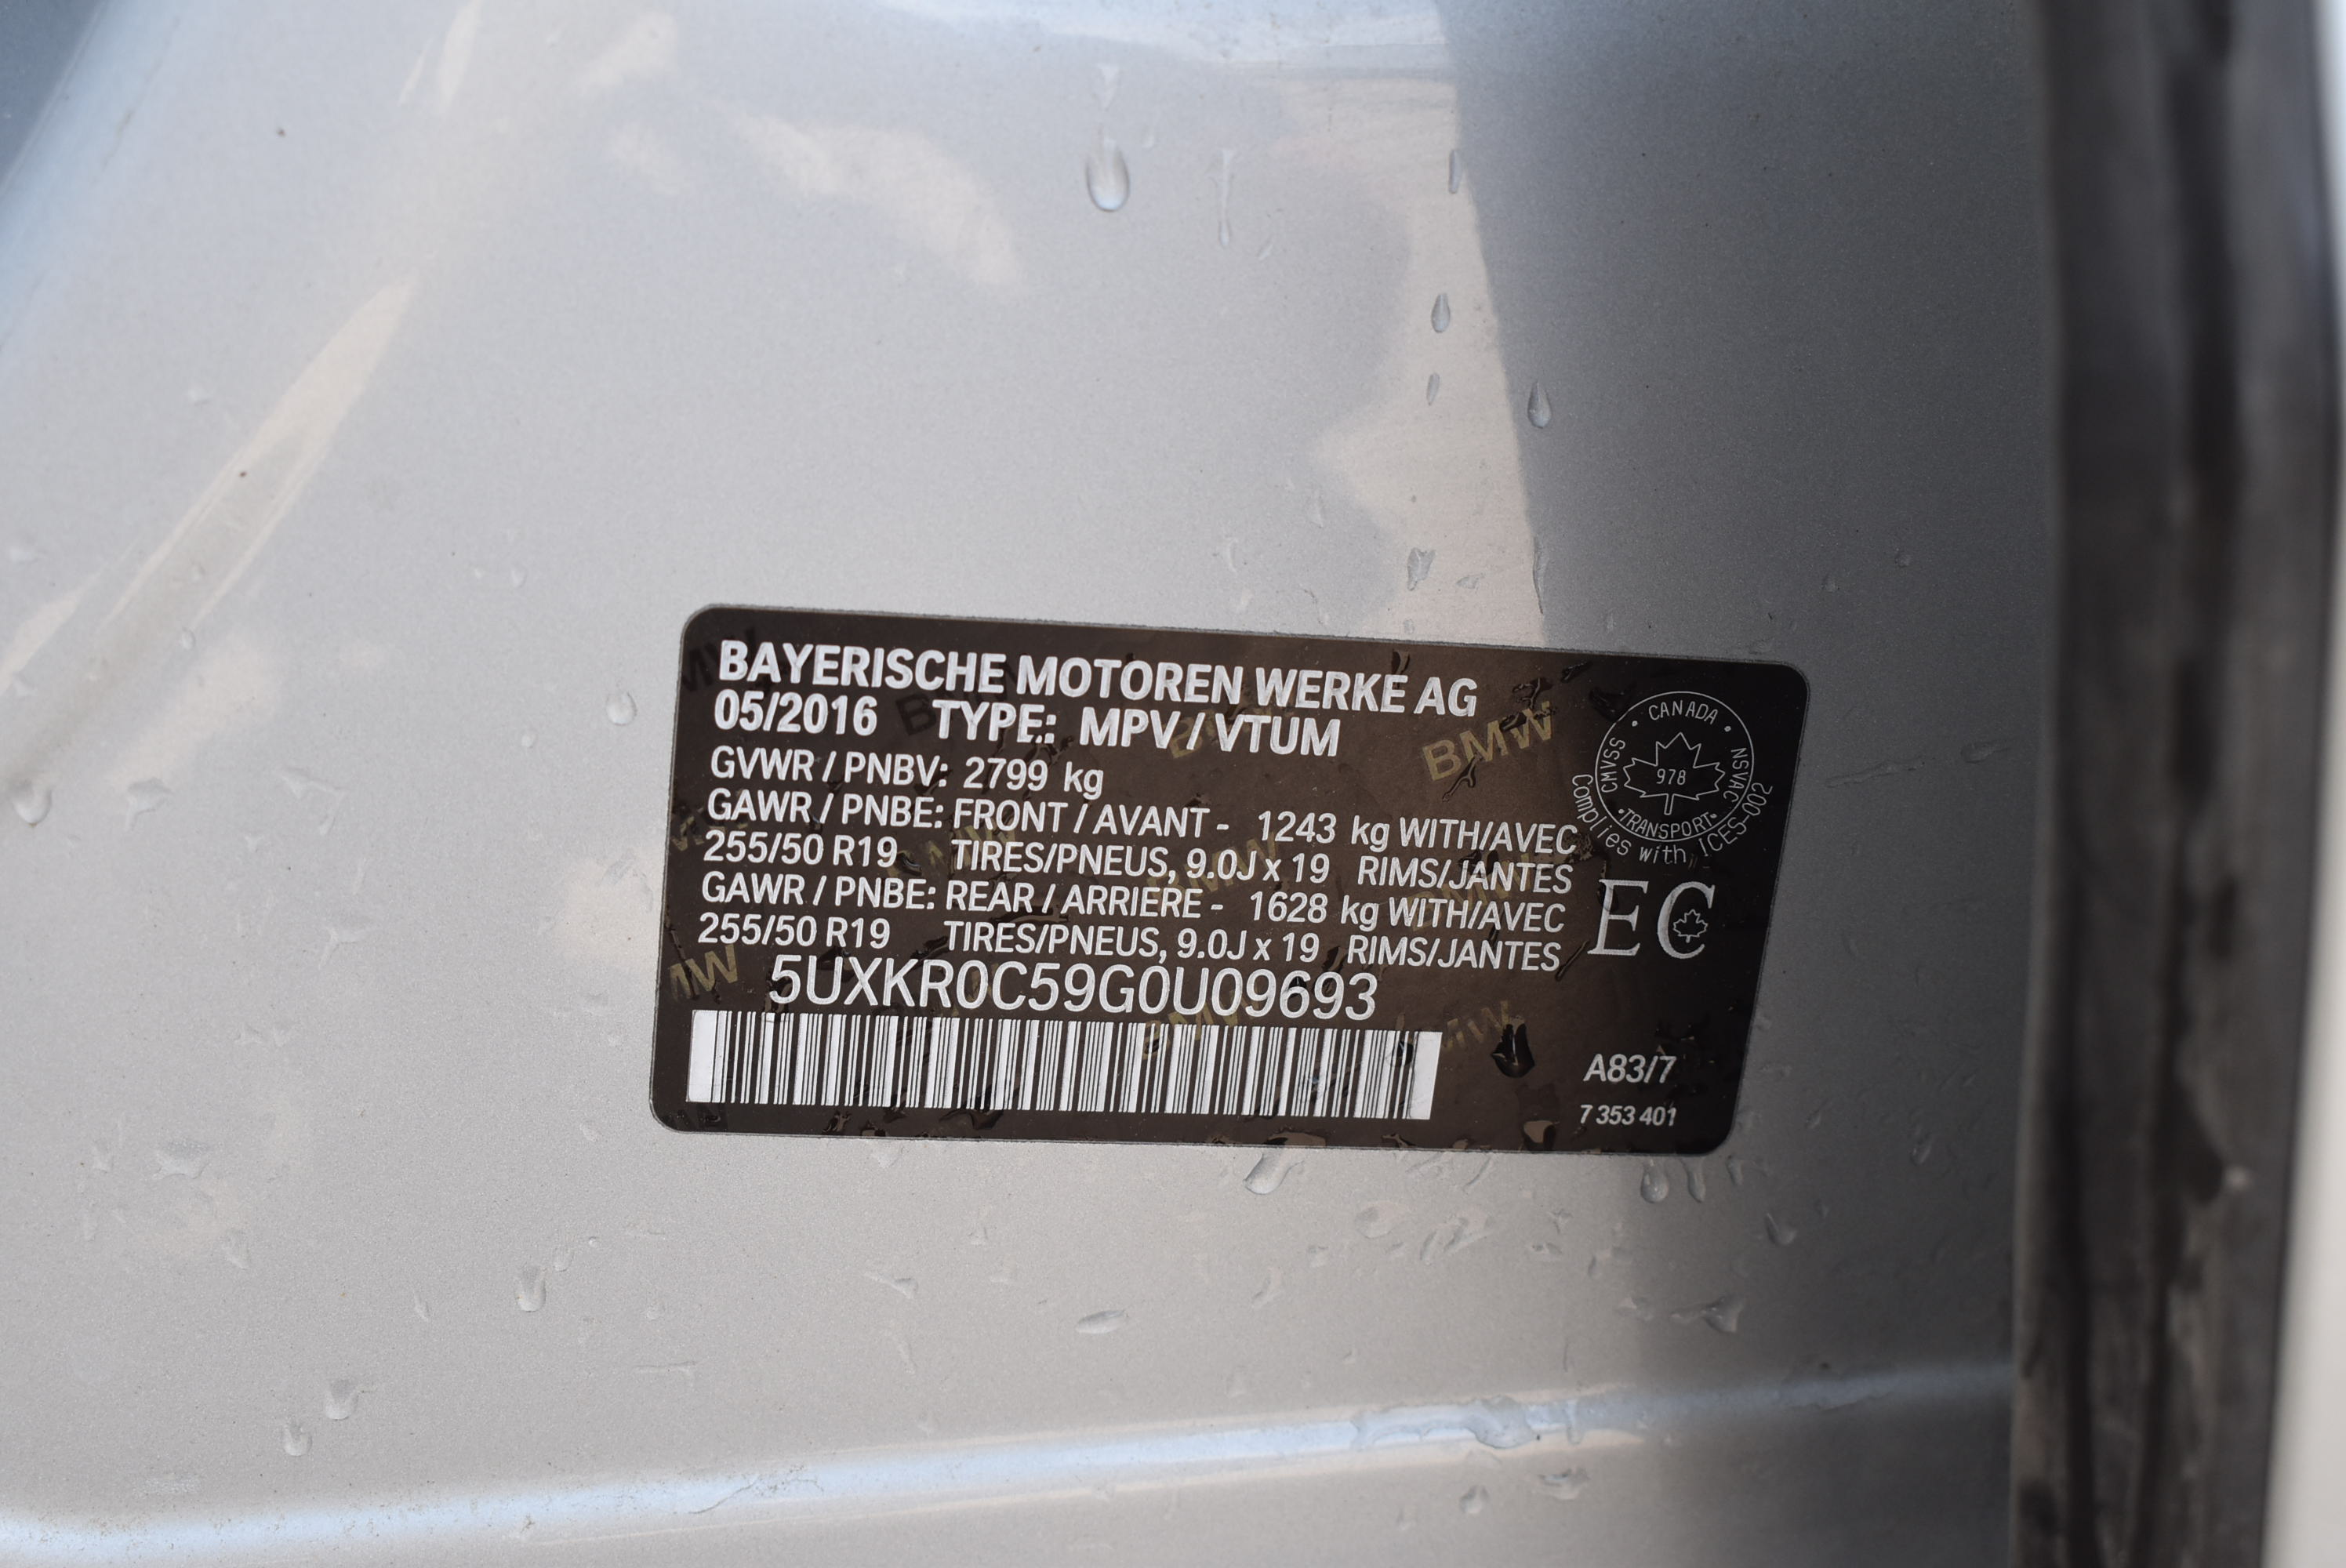 BAYERISCHE MOTOREN WERKE AG
05/2016 TYPE: MPV / VTUM
GVWR / PNBV: 2799 kg
GAWR / PNBE: FRONT / AVANT - 1243 kg WITH/AVEC
255/50 R19 TIRES/PNEUS, 9.0J x 19 RIMS/JANTES
GAWR / PNBE: REAR / ARRIERE - 1628 kg WITH/AVEC
255/50 R19 TIRES/PNEUS, 9.0J x 19 RIMS/JANTES
5UXKR0C59G0U09693
• CANADA •
CMVSS
NSVAC
978
•TRANSPORT•
Complies with ICES-002
EC
A83/7
7 353 401
BMW